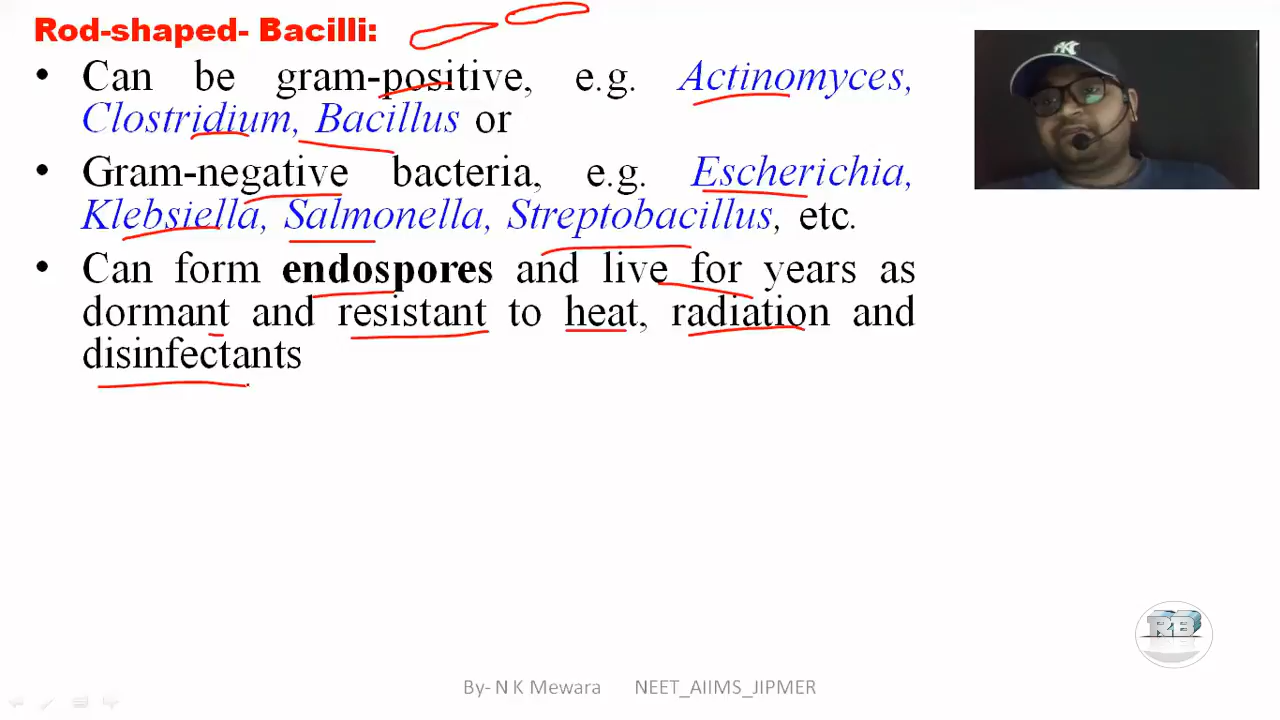 Rod-shaped- Bacilli:
• Can be gram-positive, e.g. Actinomyces,
Clostridium, Bacillus or
• Gram-negative bacteria, e.g. Escherichia,
Klebsiella, Salmonella, Streptobacillus, etc.
• Can form endospores and live for years as
dormant and resistant to heat, radiation and
disinfectants
RB
By- N K Mewara NEET_AIIMS_JIPMER